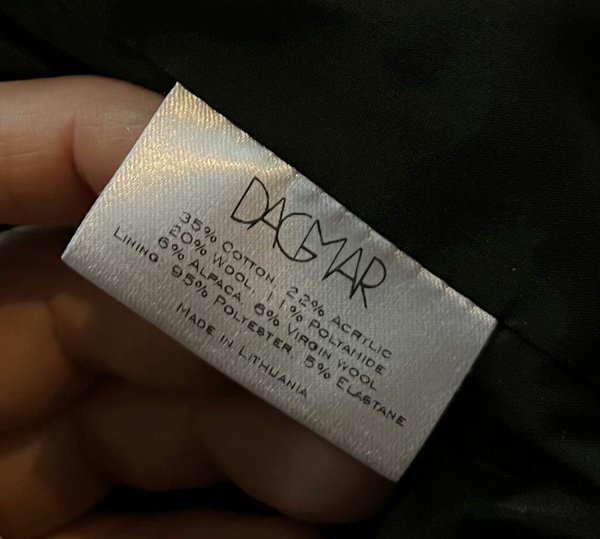 DAGMAR
35% COTTON, 22% ACRYLIC
20% WOOL, 11% POLYAMIDE
6% ALPACA, 6% VIRGIN WOOL
LINING: 95% POLYESTER, 5% ELASTANE
MADE IN LITHUANIA